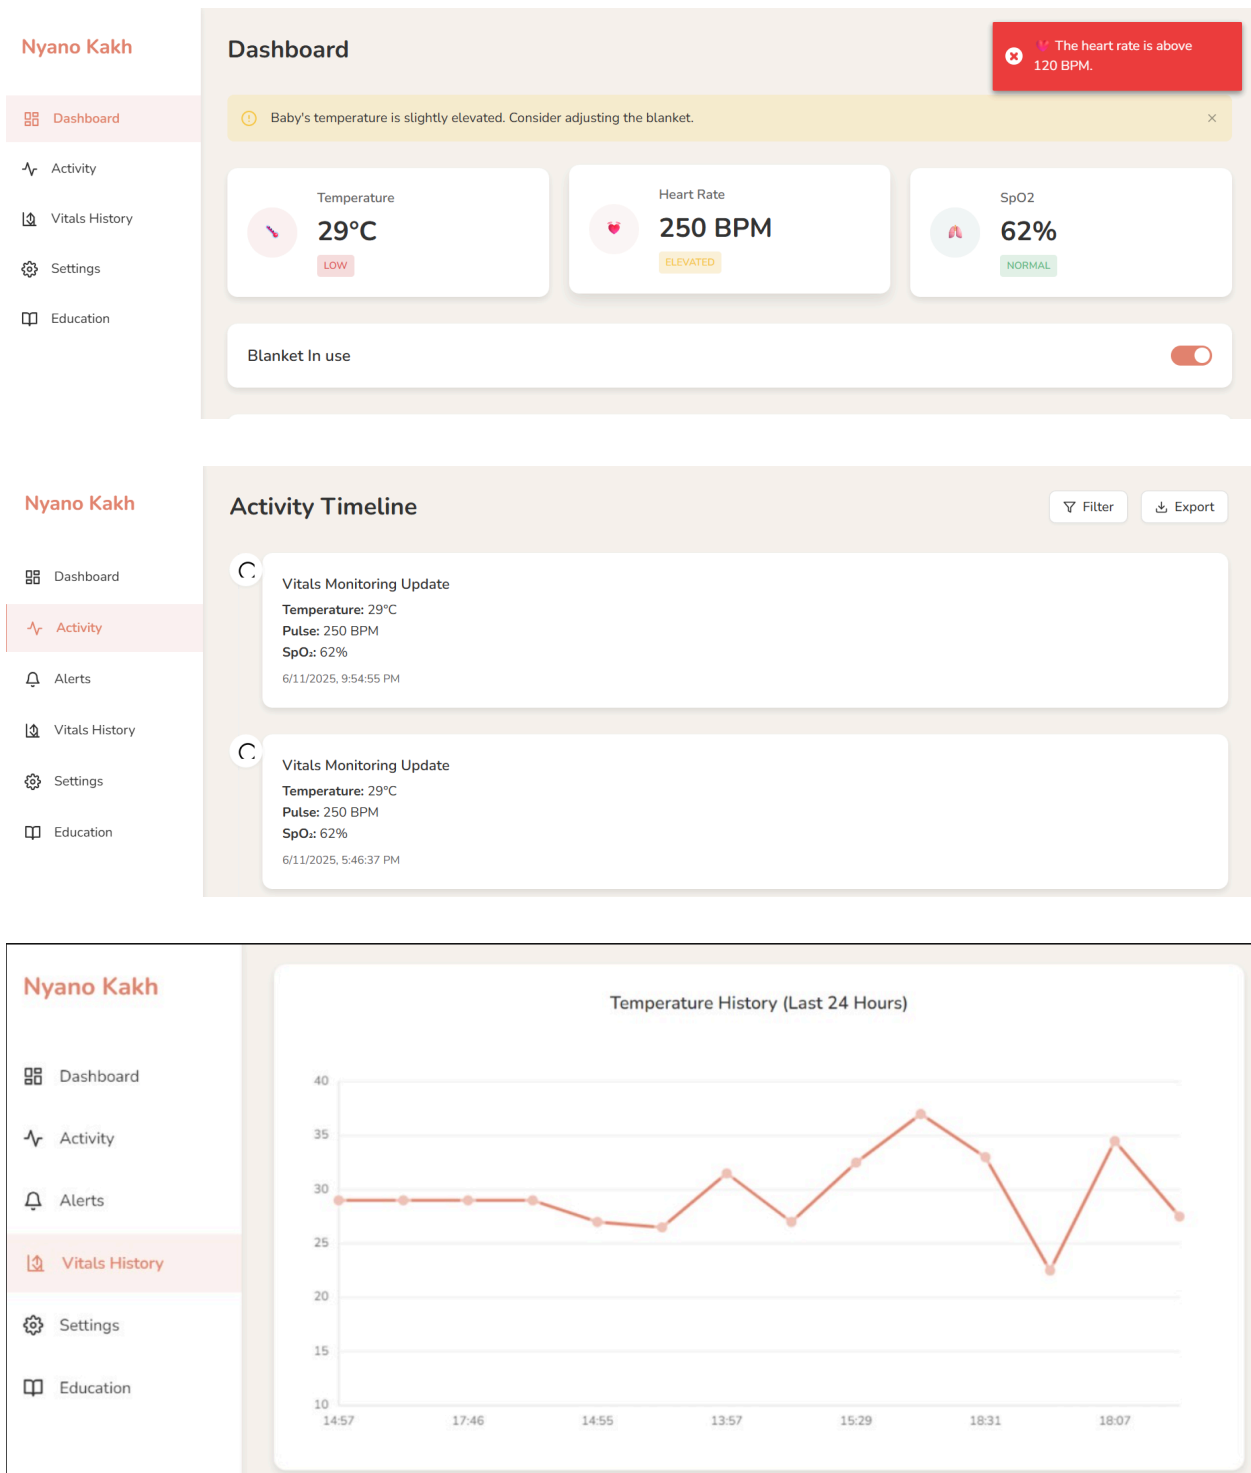 Nyano Kakh
Dashboard
Activity
Vitals History
Settings
Education
Dashboard
The heart rate is above
120 BPM.
Baby's temperature is slightly elevated. Consider adjusting the blanket.
Temperature
29°C
LOW
Heart Rate
250 BPM
ELEVATED
SpO2
62%
NORMAL
Blanket In use
Nyano Kakh
Dashboard
Activity
Alerts
Vitals History
Settings
Education
Activity Timeline
Filter
Export
Vitals Monitoring Update
Temperature: 29°C
Pulse: 250 BPM
SpO₂: 62%
6/11/2025, 9:54:55 PM
Vitals Monitoring Update
Temperature: 29°C
Pulse: 250 BPM
SpO₂: 62%
6/11/2025, 5:46:37 PM
Nyano Kakh
Dashboard
Activity
Alerts
Vitals History
Settings
Education
Temperature History (Last 24 Hours)
40
35
30
25
20
15
10
14:57 17:46 14:55 13:57 15:29 18:31 18:07